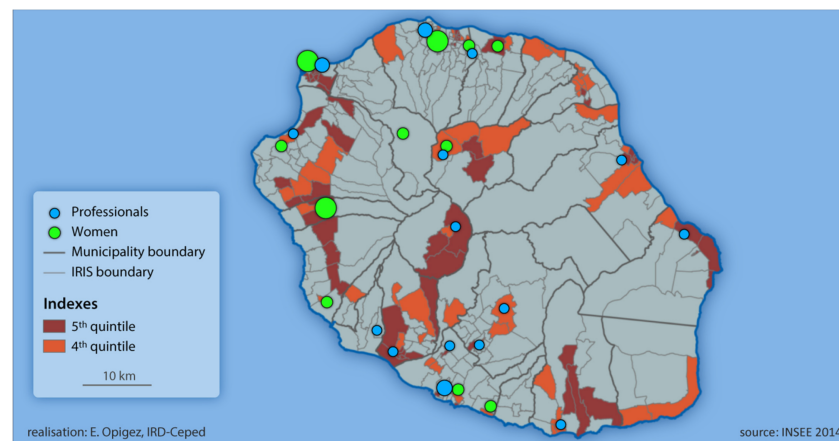 Professionals
Women
Municipality boundary
IRIS boundary
Indexes
5th quintile
4th quintile
10 km
realisation: E. Opigez, IRD-Ceped
source: INSEE 2014